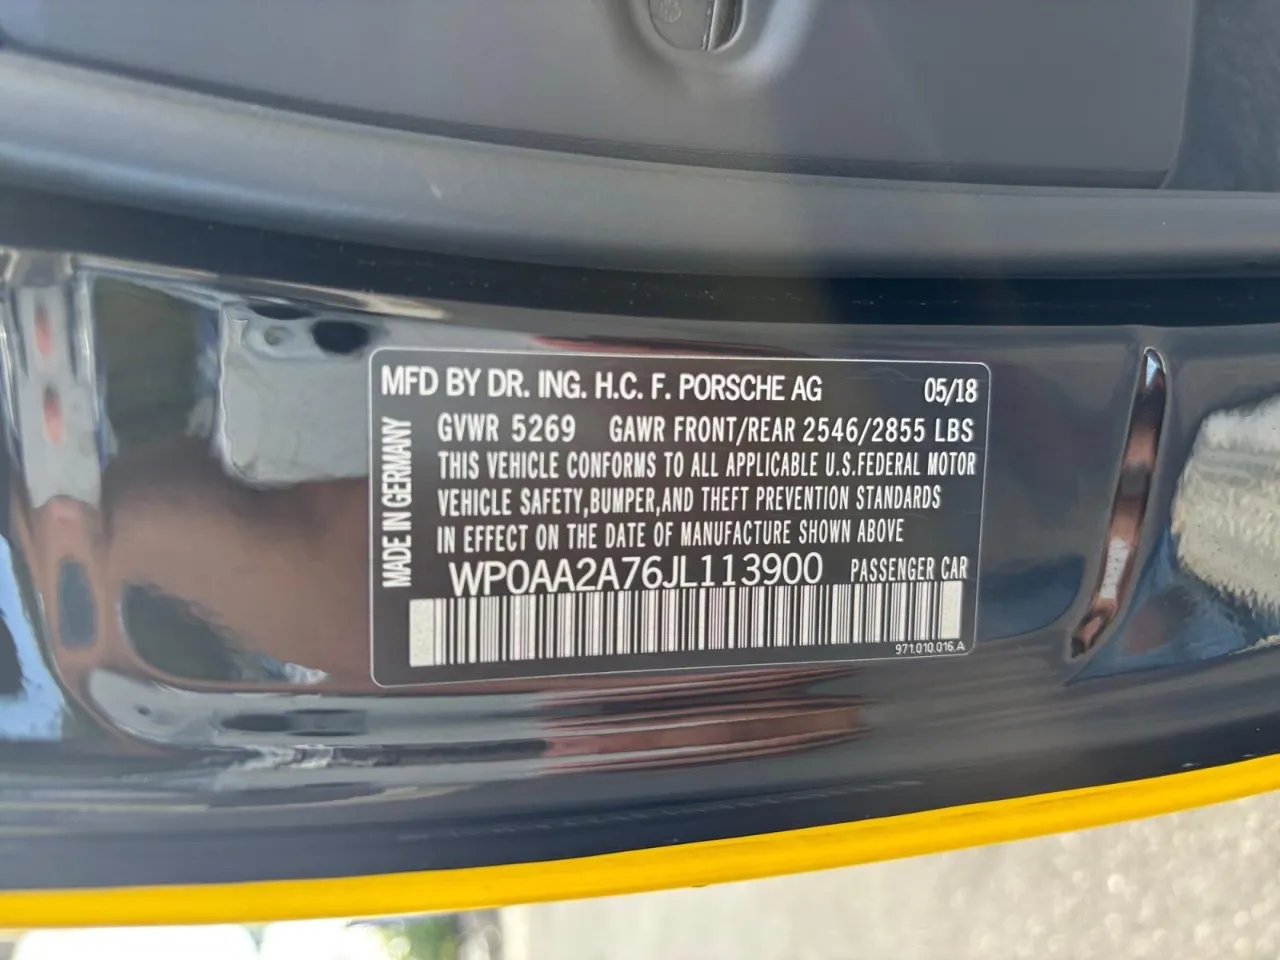 MFD BY DR. ING. H.C. F. PORSCHE AG 05/18
MADE IN GERMANY
GVWR 5269 GAWR FRONT/REAR 2546/2855 LBS
THIS VEHICLE CONFORMS TO ALL APPLICABLE U.S.FEDERAL MOTOR
VEHICLE SAFETY,BUMPER,AND THEFT PREVENTION STANDARDS
IN EFFECT ON THE DATE OF MANUFACTURE SHOWN ABOVE
WP0AA2A76JL113900 PASSENGER CAR
971.010.016.A